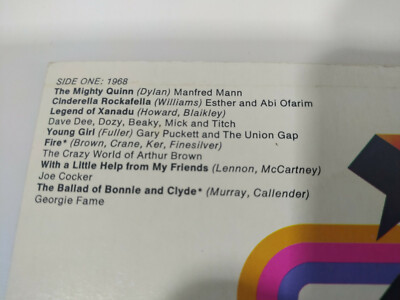 SIDE ONE: 1968
The Mighty Quinn (Dylan) Manfred Mann
Cinderella Rockafella (Williams) Esther and Abi Ofarim
Legend of Xanadu (Howard, Blaikley)
Dave Dee, Dozy, Beaky, Mick and Titch
Young Girl (Fuller) Gary Puckett and The Union Gap
Fire* (Brown, Crane, Ker, Finesilver)
The Crazy World of Arthur Brown
With a Little Help from My Friends (Lennon, McCartney)
Joe Cocker
The Ballad of Bonnie and Clyde* (Murray, Callender)
Georgie Fame